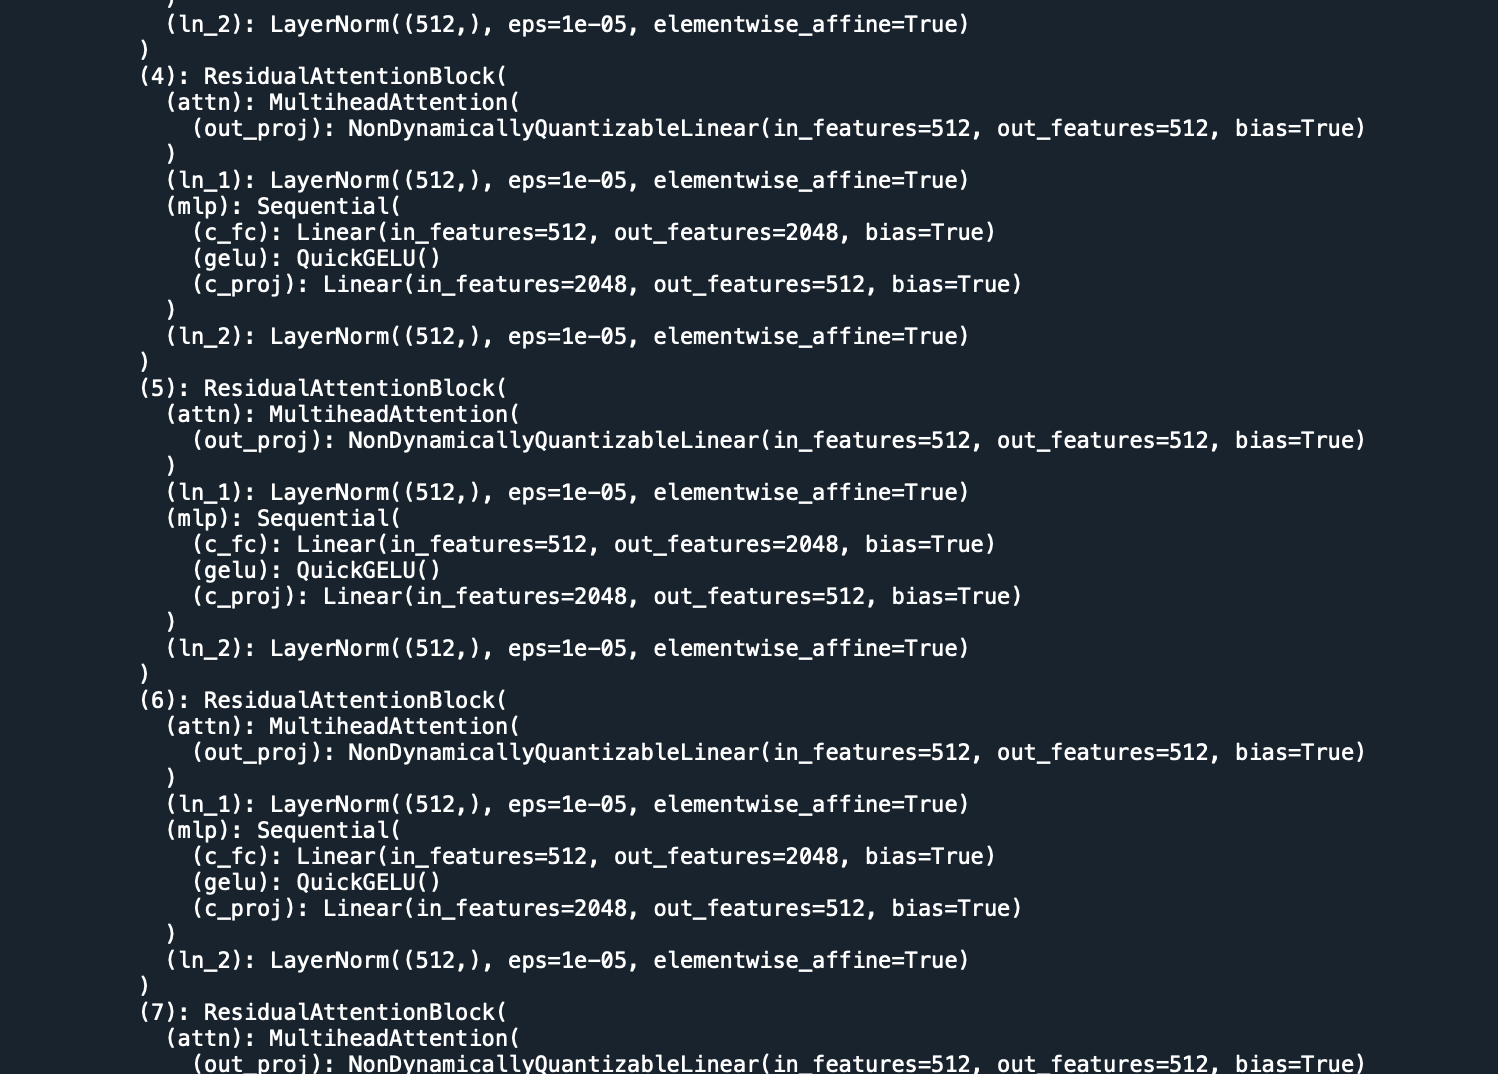 )
(ln_2): LayerNorm((512,), eps=1e-05, elementwise_affine=True)
)
(4): ResidualAttentionBlock(
(attn): MultiheadAttention(
(out_proj): NonDynamicallyQuantizableLinear(in_features=512, out_features=512, bias=True)
)
(ln_1): LayerNorm((512,), eps=1e-05, elementwise_affine=True)
(mlp): Sequential(
(c_fc): Linear(in_features=512, out_features=2048, bias=True)
(gelu): QuickGELU()
(c_proj): Linear(in_features=2048, out_features=512, bias=True)
)
(ln_2): LayerNorm((512,), eps=1e-05, elementwise_affine=True)
)
(5): ResidualAttentionBlock(
(attn): MultiheadAttention(
(out_proj): NonDynamicallyQuantizableLinear(in_features=512, out_features=512, bias=True)
)
(ln_1): LayerNorm((512,), eps=1e-05, elementwise_affine=True)
(mlp): Sequential(
(c_fc): Linear(in_features=512, out_features=2048, bias=True)
(gelu): QuickGELU()
(c_proj): Linear(in_features=2048, out_features=512, bias=True)
)
(ln_2): LayerNorm((512,), eps=1e-05, elementwise_affine=True)
)
(6): ResidualAttentionBlock(
(attn): MultiheadAttention(
(out_proj): NonDynamicallyQuantizableLinear(in_features=512, out_features=512, bias=True)
)
(ln_1): LayerNorm((512,), eps=1e-05, elementwise_affine=True)
(mlp): Sequential(
(c_fc): Linear(in_features=512, out_features=2048, bias=True)
(gelu): QuickGELU()
(c_proj): Linear(in_features=2048, out_features=512, bias=True)
)
(ln_2): LayerNorm((512,), eps=1e-05, elementwise_affine=True)
)
(7): ResidualAttentionBlock(
(attn): MultiheadAttention(
(out_proj): NonDynamicallyQuantizableLinear(in_features=512, out_features=512, bias=True)